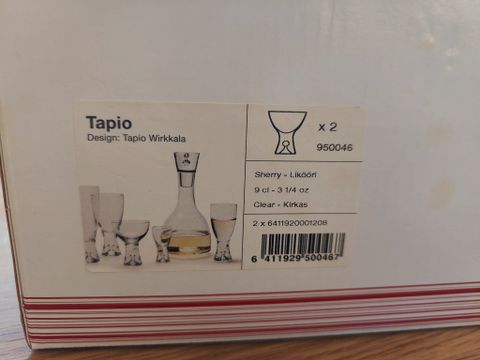 Tapio
Design: Tapio Wirkkala
x 2
950046
Sherry - Likööri
9 cl - 3 1/4 oz
Clear - Kirkas
2 x 6411920001208
6 411929 500467